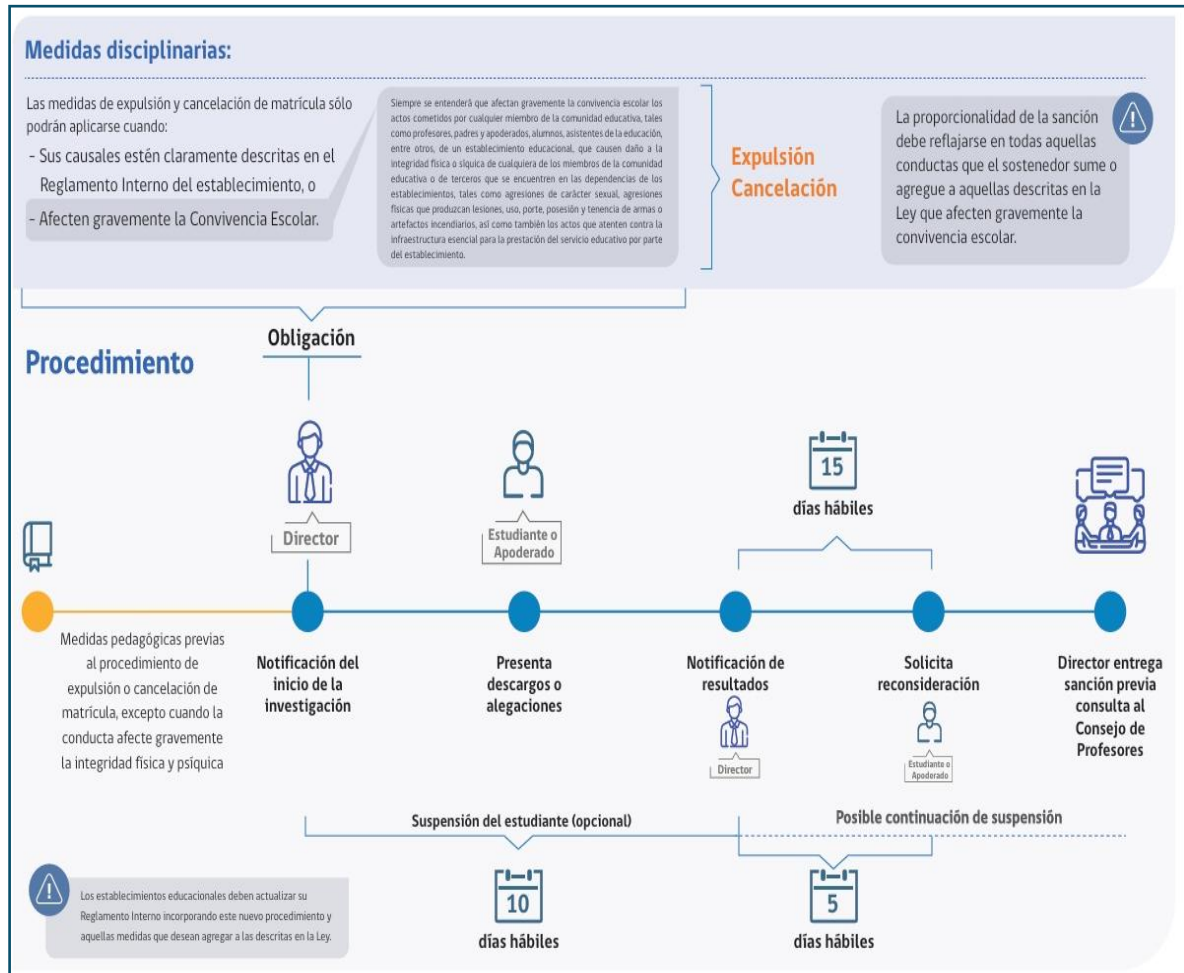 Medidas disciplinarias:
Las medidas de expulsión y cancelación de matrícula sólo
podrán aplicarse cuando:
- Sus causales estén claramente descritas en el
Reglamento Interno del establecimiento, o
- Afecten gravemente la Convivencia Escolar.
Siempre se entenderá que afectan gravemente la convivencia escolar los
actos cometidos por cualquier miembro de la comunidad educativa, tales
como profesores, padres y apoderados, alumnos, asistentes de la educación,
entre otros, de un establecimiento educacional, que causen daño a la
integridad física o síquica de cualquiera de los miembros de la comunidad
educativa o de terceros que se encuentren en las dependencias de los
establecimientos, tales como agresiones de carácter sexual, agresiones
físicas que produzcan lesiones, uso, porte, posesión y tenencia de armas o
artefactos incendiarios, así como también los actos que atenten contra la
infraestructura esencial para la prestación del servicio educativo por parte
del establecimiento.
Expulsión
Cancelación
La proporcionalidad de la sanción
debe reflajarse en todas aquellas
conductas que el sostenedor sume o
agregue a aquellas descritas en la
Ley que afecten gravemente la
convivencia escolar.
Obligación
Procedimiento
Director
Estudiante o
Apoderado
15
días hábiles
Medidas pedagógicas previas
al procedimiento de
expulsión o cancelación de
matrícula, excepto cuando la
conducta afecte gravemente
la integridad física y psíquica
Notificación del
inicio de la
investigación
Presenta
descargos o
alegaciones
Notificación de
resultados
Director
Solicita
reconsideración
Estudiante o
Apoderado
Director entrega
sanción previa
consulta al
Consejo de
Profesores
Suspensión del estudiante (opcional)
Posible continuación de suspensión
10
días hábiles
5
días hábiles
Los establecimientos educacionales deben actualizar su
Reglamento Interno incorporando este nuevo procedimiento y
aquellas medidas que desean agregar a las descritas en la Ley.